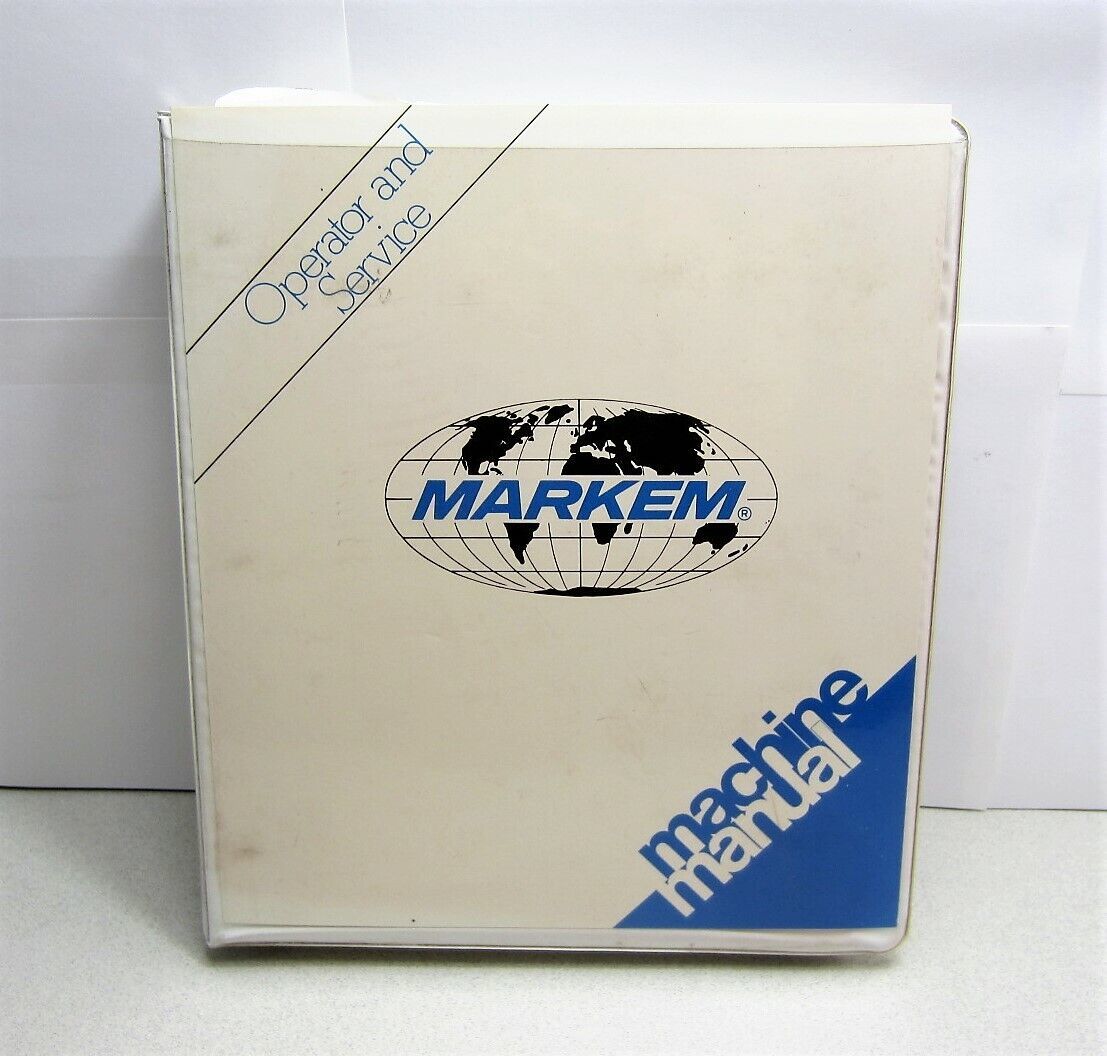 Operator and
Service
MARKEM®
machine
manual